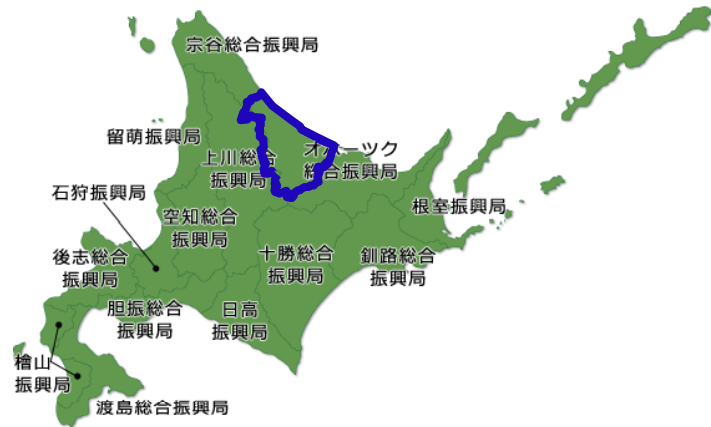 宗谷総合振興局
留萌振興局
オホーツク
総合振興局
上川総合
振興局
石狩振興局
空知総合
振興局
根室振興局
後志総合
振興局
十勝総合
振興局
釧路総合
振興局
胆振総合
振興局
日高
振興局
檜山
振興局
渡島総合振興局